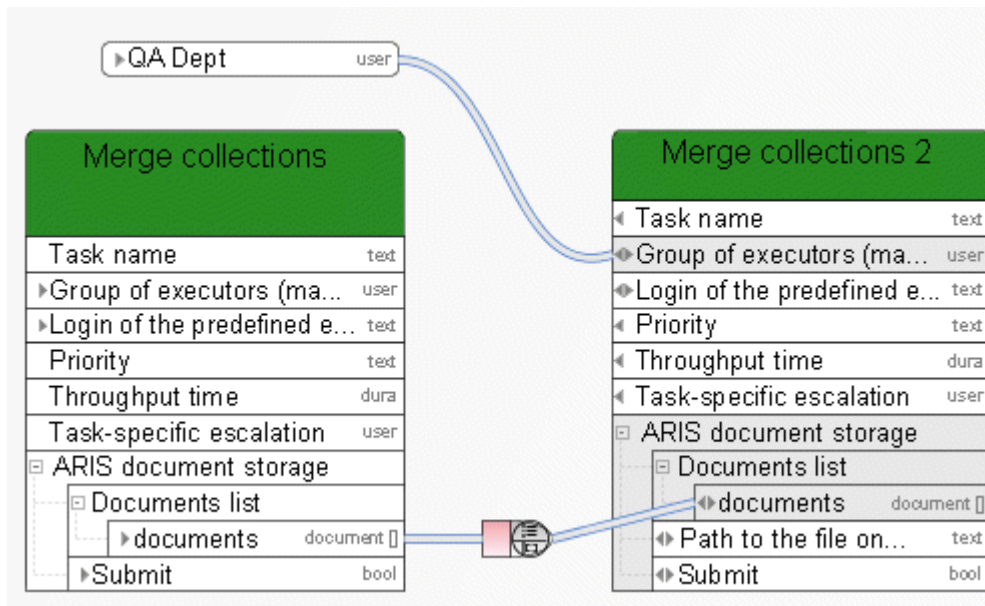 QA Dept user
Merge collections
Task name text
Group of executors (ma... user
Login of the predefined e... text
Priority text
Throughput time dura
Task-specific escalation user
ARIS document storage
Documents list
documents document []
Submit bool
Merge collections 2
Task name text
Group of executors (ma... user
Login of the predefined e... text
Priority text
Throughput time dura
Task-specific escalation user
ARIS document storage
Documents list
documents document []
Path to the file on... text
Submit bool